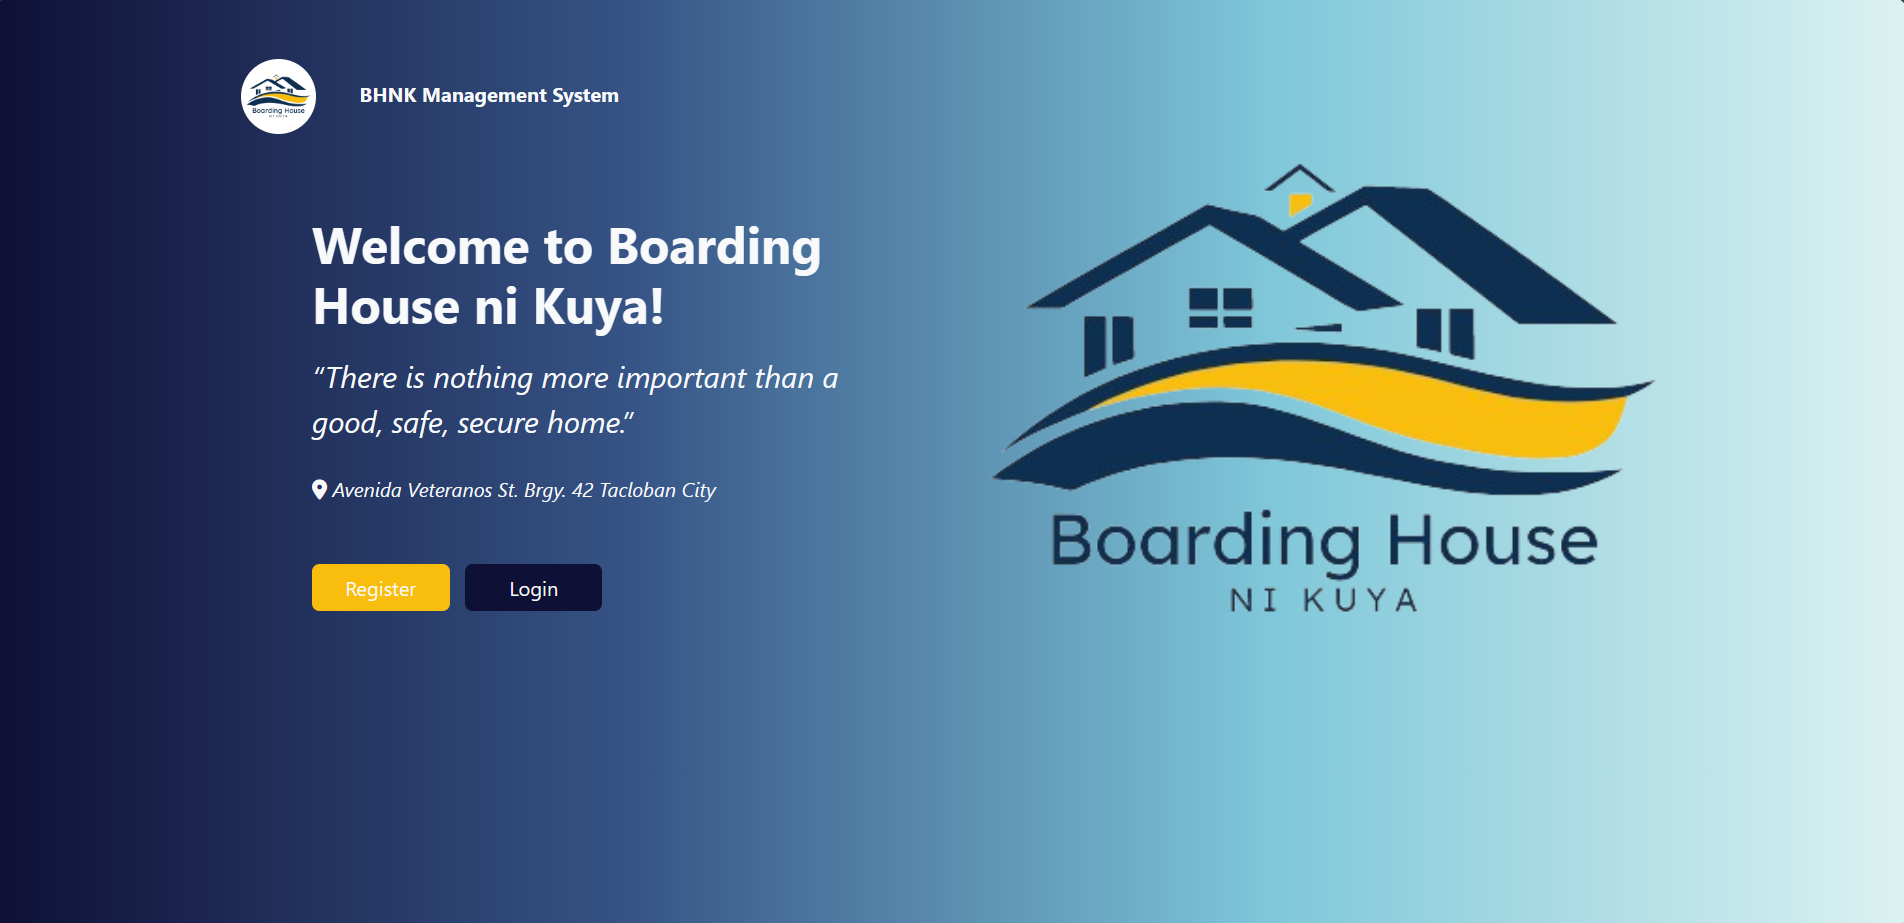 Boarding House
NI KUYA
BHNK Management System
Welcome to Boarding
House ni Kuya!
“There is nothing more important than a
good, safe, secure home.”
Avenida Veteranos St. Brgy. 42 Tacloban City
Register
Login
Boarding House
NI KUYA